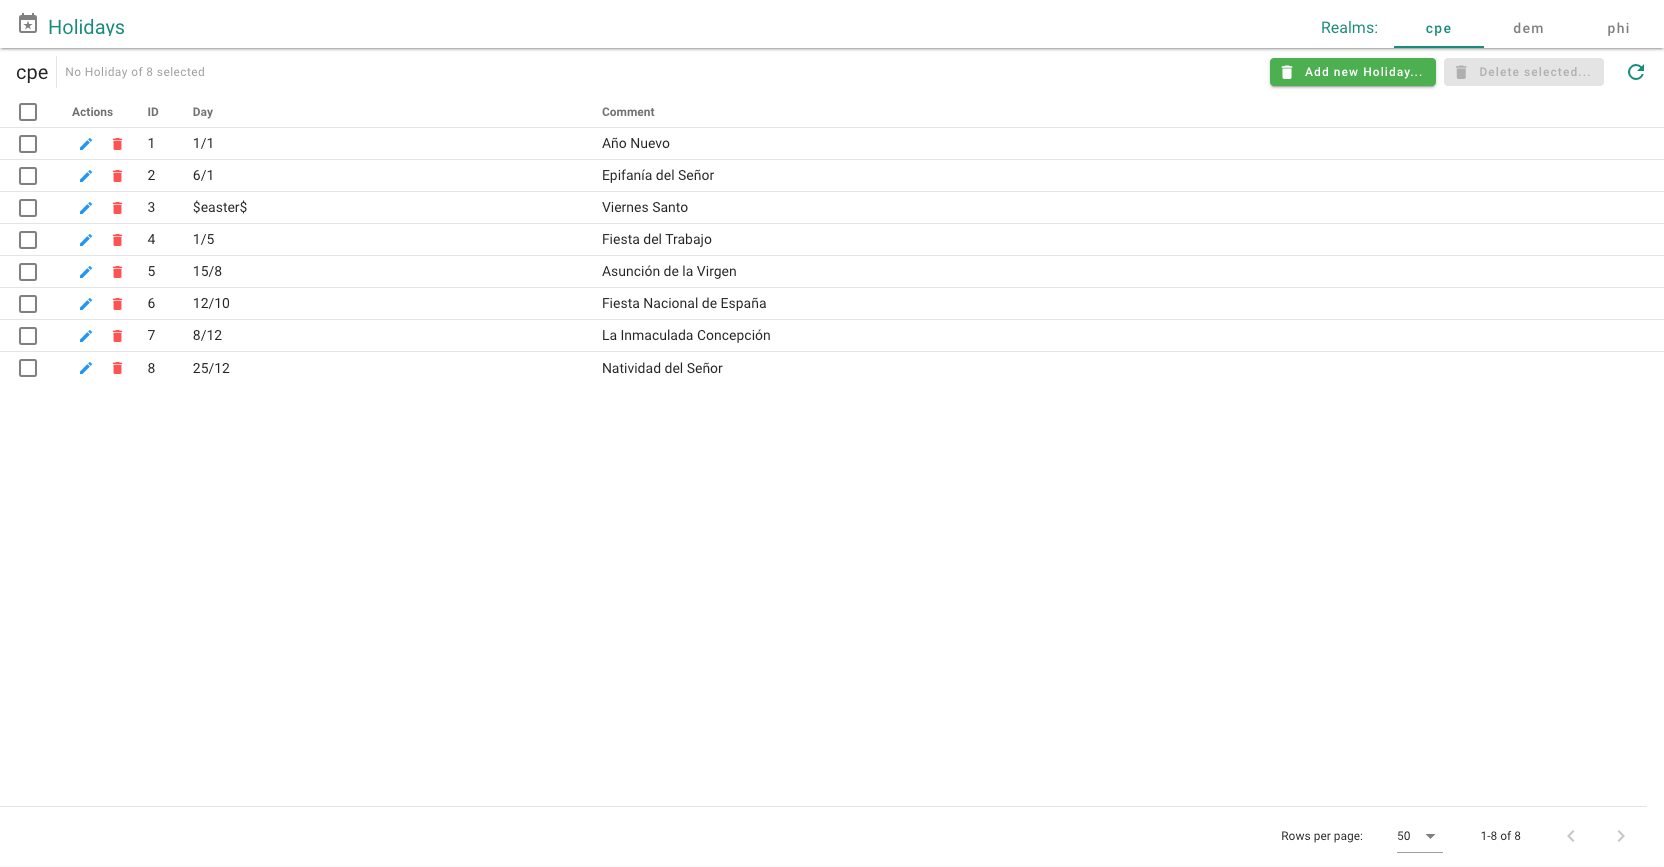 Holidays
Realms: cpe dem phi
cpe No Holiday of 8 selected Add new Holiday... Delete selected...
Actions ID Day Comment
1 1/1 Año Nuevo
2 6/1 Epifanía del Señor
3 $easter$ Viernes Santo
4 1/5 Fiesta del Trabajo
5 15/8 Asunción de la Virgen
6 12/10 Fiesta Nacional de España
7 8/12 La Inmaculada Concepción
8 25/12 Natividad del Señor
Rows per page: 50 1-8 of 8